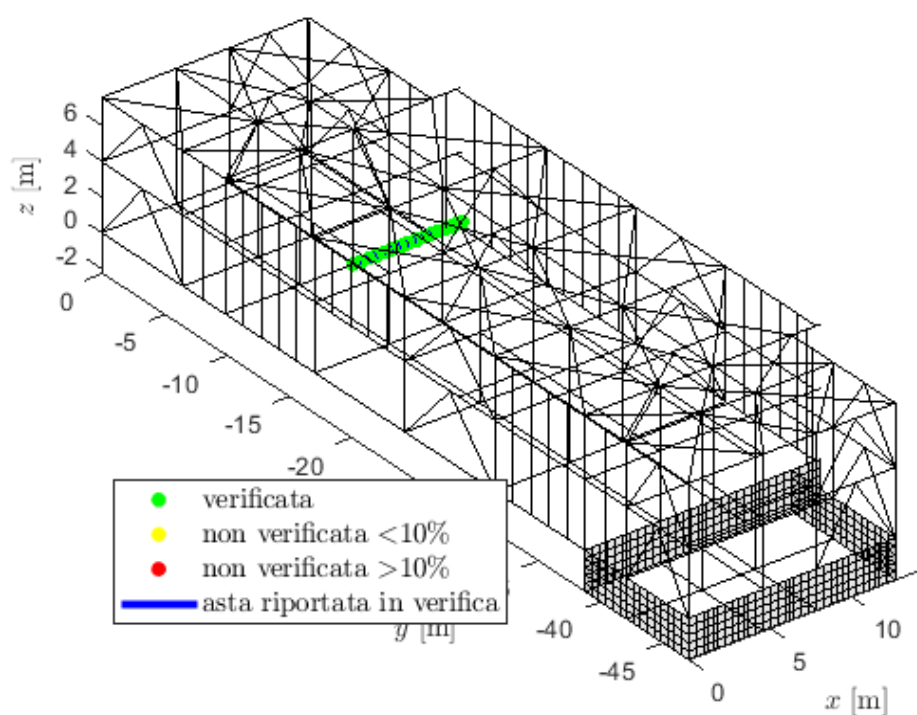 6
4
2
0
-2
z [m]
0
-5
-10
-15
-20
verificata
non verificata <10%
non verificata >10%
asta riportata in verifica
y [m]
-40
-45
0
5
10
x [m]